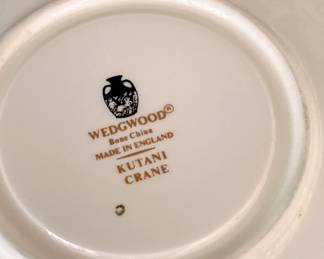 WEDGWOOD®
Bone China
MADE IN ENGLAND
KUTANI
CRANE